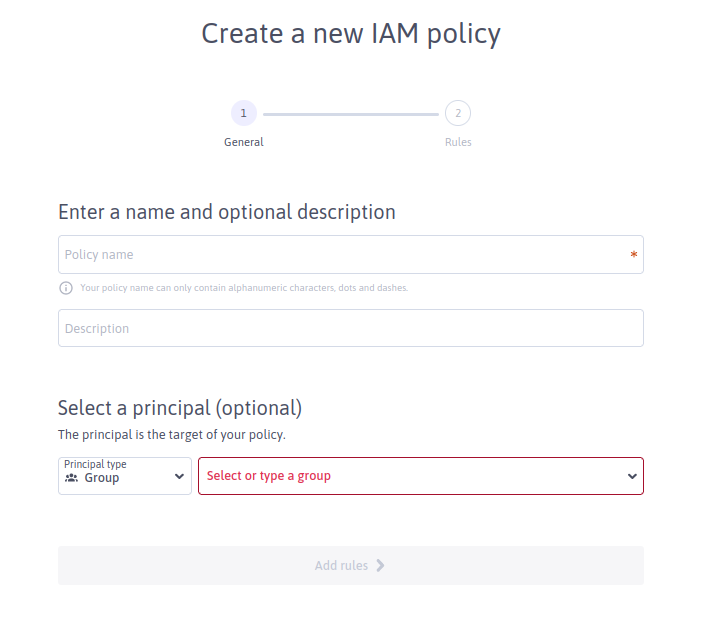 Create a new IAM policy
1
2
General
Rules
Enter a name and optional description
Policy name *
Your policy name can only contain alphanumeric characters, dots and dashes.
Description
Select a principal (optional)
The principal is the target of your policy.
Principal type
Group
Select or type a group
Add rules